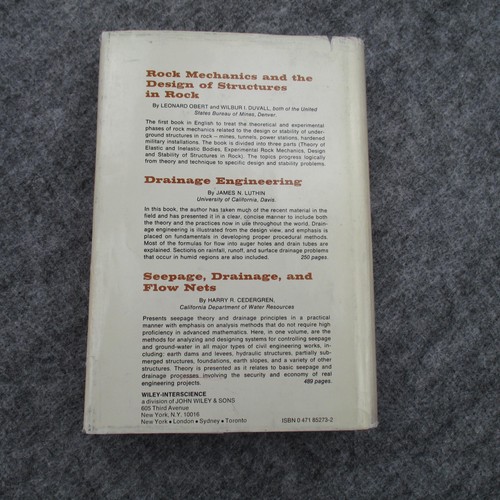 Rock Mechanics and the
Design of Structures
in Rock
By LEONARD OBERT and WILBUR I. DUVALL, both of the United
States Bureau of Mines, Denver.
The first book in English to treat the theoretical and experimental
phases of rock mechanics related to the design or stability of under-
ground structures in rock – mines, tunnels, power stations, hardened
military installations. The book is divided into three parts (Theory of
Elastic and Inelastic Bodies, Experimental Rock Mechanics, Design
and Stability of Structures in Rock). The topics progress logically
from theory and technique to specific design and stability problems.
Drainage Engineering
By JAMES N. LUTHIN
University of California, Davis.
In this book, the author has taken much of the recent material in the
field and has presented it in a clear, concise manner to include both
the theory and the practices now in use throughout the world. Drain-
age engineering is illustrated from the design view, and emphasis is
placed on fundamentals in developing proper procedural methods.
Most of the formulas for flow into auger holes and drain tubes are
explained. Sections on rainfall, runoff, and surface drainage problems
that occur in humid regions are also included. 250 pages.
Seepage, Drainage, and
Flow Nets
By HARRY R. CEDERGREN,
California Department of Water Resources
Presents seepage theory and drainage principles in a practical
manner with emphasis on analysis methods that do not require high
proficiency in advanced mathematics. Here, in one volume, are the
methods for analyzing and designing systems for controlling seepage
and ground-water in all major types of civil engineering works, in-
cluding: earth dams and levees, hydraulic structures, partially sub-
merged structures, foundations, earth slopes, and a variety of other
structures. Theory is presented as it relates to basic seepage and
drainage processes involving the security and economy of real
engineering projects. 489 pages.
WILEY-INTERSCIENCE
a division of JOHN WILEY & SONS
605 Third Avenue
New York, N.Y. 10016
New York • London • Sydney • Toronto
ISBN 0 471 85273-2